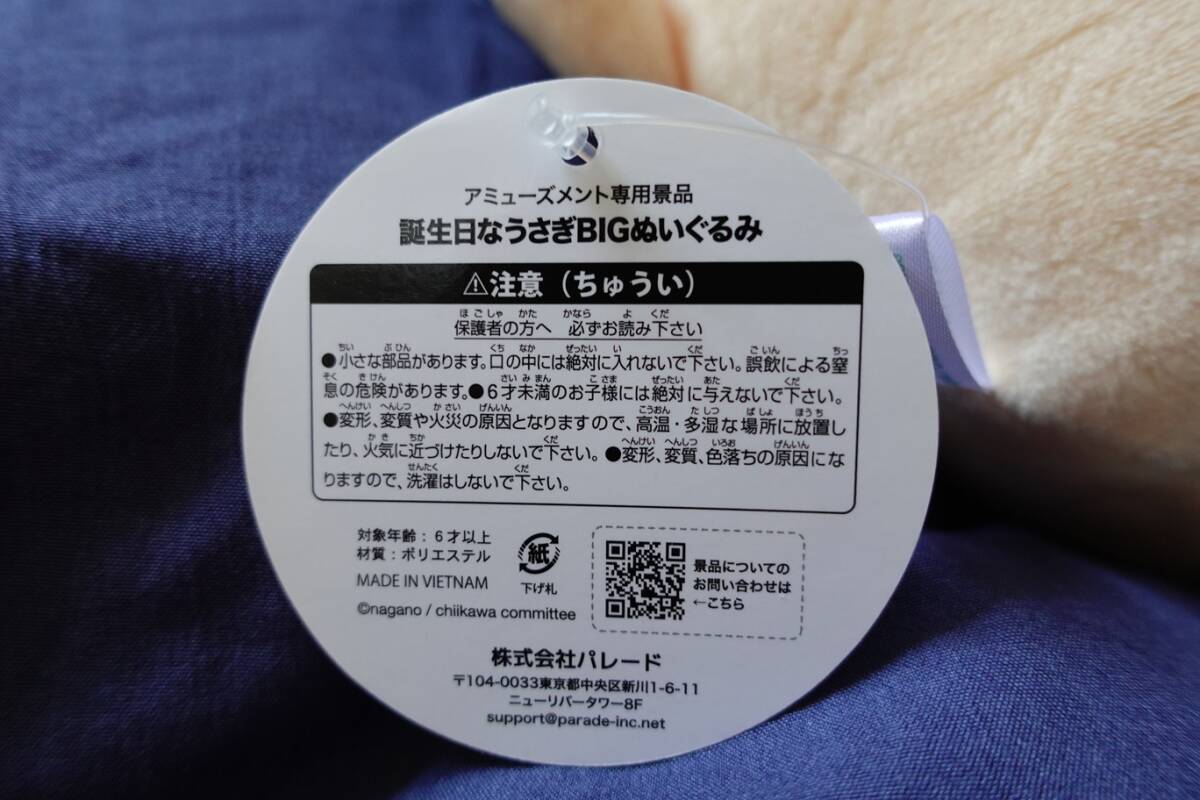 アミューズメント専用景品
誕生日なうさぎBIGぬいぐるみ
⚠注意（ちゅうい）
保護者の方へ 必ずお読み下さい
●小さな部品があります。口の中には絶対に入れないで下さい。誤飲による窒
息の危険があります。●６才未満のお子様には絶対に与えないで下さい。
●変形、変質や火災の原因となりますので、高温・多湿な場所に放置し
たり、火気に近づけたりしないで下さい。●変形、変質、色落ちの原因にな
りますので、洗濯はしないで下さい。
対象年齢：６才以上
材質：ポリエステル
MADE IN VIETNAM
©nagano / chiikawa committee
紙
下げ札
景品についての
お問い合わせは
←こちら
株式会社パレード
〒104-0033東京都中央区新川1-6-11
ニューリバータワー8F
support@parade-inc.net